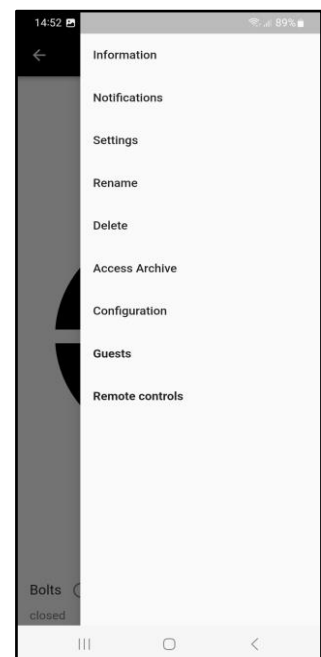 14:52 89%
Information
Notifications
Settings
Rename
Delete
Access Archive
Configuration
Guests
Remote controls
Bolts
closed